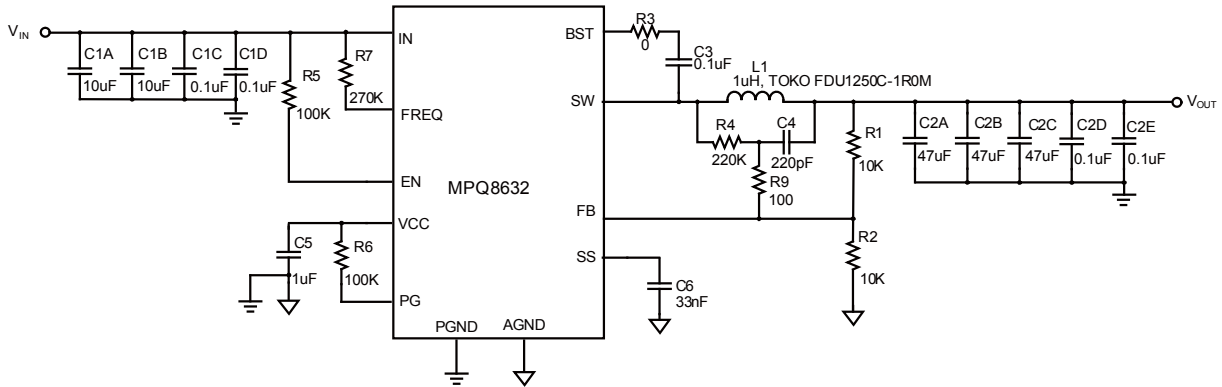 V_IN
C1A
10uF
C1B
10uF
C1C
0.1uF
C1D
0.1uF
R5
100K
R7
270K
IN
FREQ
EN
VCC
PG
C5
1uF
R6
100K
MPQ8632
PGND
AGND
BST
SW
FB
SS
R3
0
C3
0.1uF
L1
1uH, TOKO FDU1250C-1R0M
R4
220K
C4
220pF
R9
100
R1
10K
R2
10K
C6
33nF
C2A
47uF
C2B
47uF
C2C
47uF
C2D
0.1uF
C2E
0.1uF
V_OUT